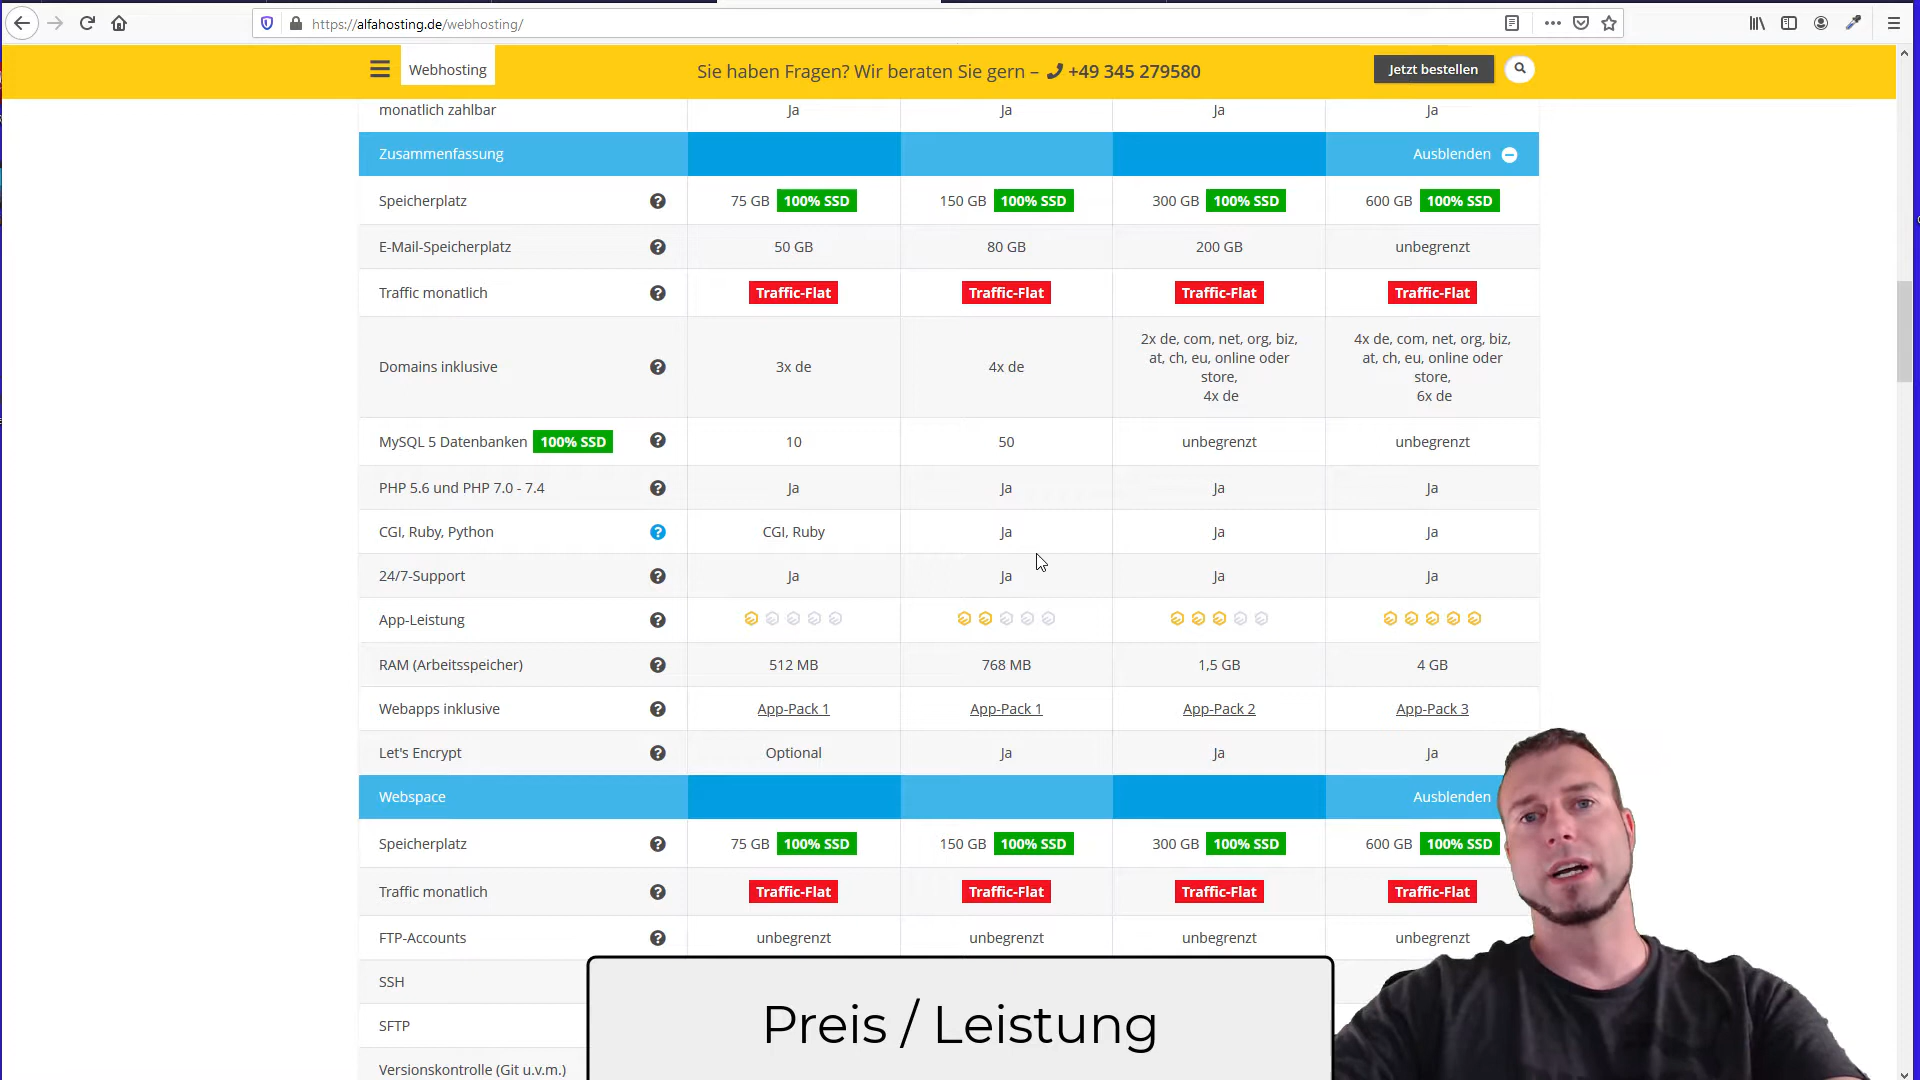 https://alfahosting.de/webhosting/
Webhosting
Sie haben Fragen? Wir beraten Sie gern – +49 345 279580
Jetzt bestellen
monatlich zahlbar Ja Ja Ja Ja
Zusammenfassung Ausblenden
Speicherplatz ? 75 GB 100% SSD 150 GB 100% SSD 300 GB 100% SSD 600 GB 100% SSD
E-Mail-Speicherplatz ? 50 GB 80 GB 200 GB unbegrenzt
Traffic monatlich ? Traffic-Flat Traffic-Flat Traffic-Flat Traffic-Flat
Domains inklusive ? 3x de 4x de
2x de, com, net, org, biz,
at, ch, eu, online oder
store,
4x de
4x de, com, net, org, biz,
at, ch, eu, online oder
store,
6x de
MySQL 5 Datenbanken 100% SSD ? 10 50 unbegrenzt unbegrenzt
PHP 5.6 und PHP 7.0 - 7.4 ? Ja Ja Ja Ja
CGI, Ruby, Python ? CGI, Ruby Ja Ja Ja
24/7-Support ? Ja Ja Ja Ja
App-Leistung ?
RAM (Arbeitsspeicher) ? 512 MB 768 MB 1,5 GB 4 GB
Webapps inklusive ? App-Pack 1 App-Pack 1 App-Pack 2 App-Pack 3
Let's Encrypt ? Optional Ja Ja Ja
Webspace Ausblenden
Speicherplatz ? 75 GB 100% SSD 150 GB 100% SSD 300 GB 100% SSD 600 GB 100% SSD
Traffic monatlich ? Traffic-Flat Traffic-Flat Traffic-Flat Traffic-Flat
FTP-Accounts ? unbegrenzt unbegrenzt unbegrenzt unbegrenzt
SSH
SFTP
Versionskontrolle (Git u.v.m.)
Preis / Leistung